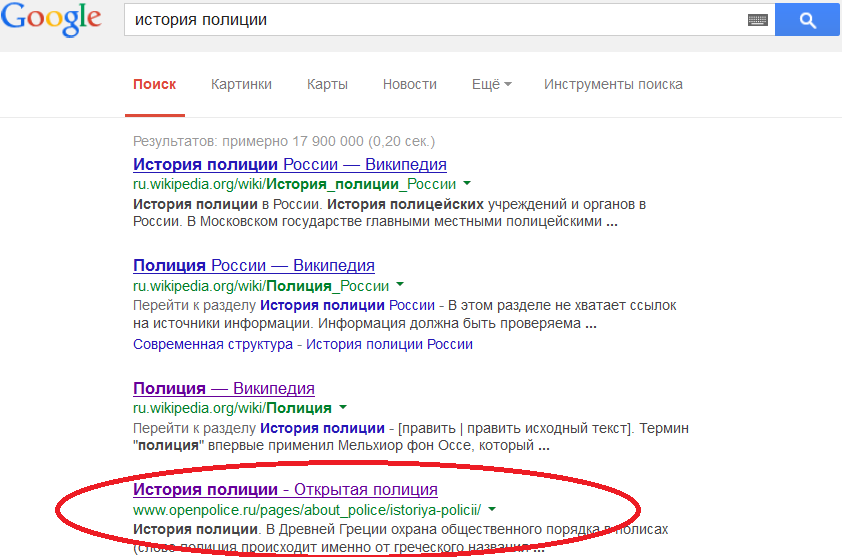 Google
история полиции
Поиск Картинки Карты Новости Ещё Инструменты поиска
Результатов: примерно 17 900 000 (0,20 сек.)
История полиции России — Википедия
ru.wikipedia.org/wiki/История_полиции_России
История полиции в России. История полицейских учреждений и органов в
России. В Московском государстве главными местными полицейскими ...
Полиция России — Википедия
ru.wikipedia.org/wiki/Полиция_России
Перейти к разделу История полиции России - В этом разделе не хватает ссылок
на источники информации. Информация должна быть проверяема ...
Современная структура - История полиции России
Полиция — Википедия
ru.wikipedia.org/wiki/Полиция
Перейти к разделу История полиции - [править | править исходный текст]. Термин
"полиция" впервые применил Мельхиор фон Оссе, который ...
История полиции - Открытая полиция
www.openpolice.ru/pages/about_police/istoriya-policii/
История полиции. В Древней Греции охрана общественного порядка в полисах
(слово полиция происходит именно от греческого названия ...